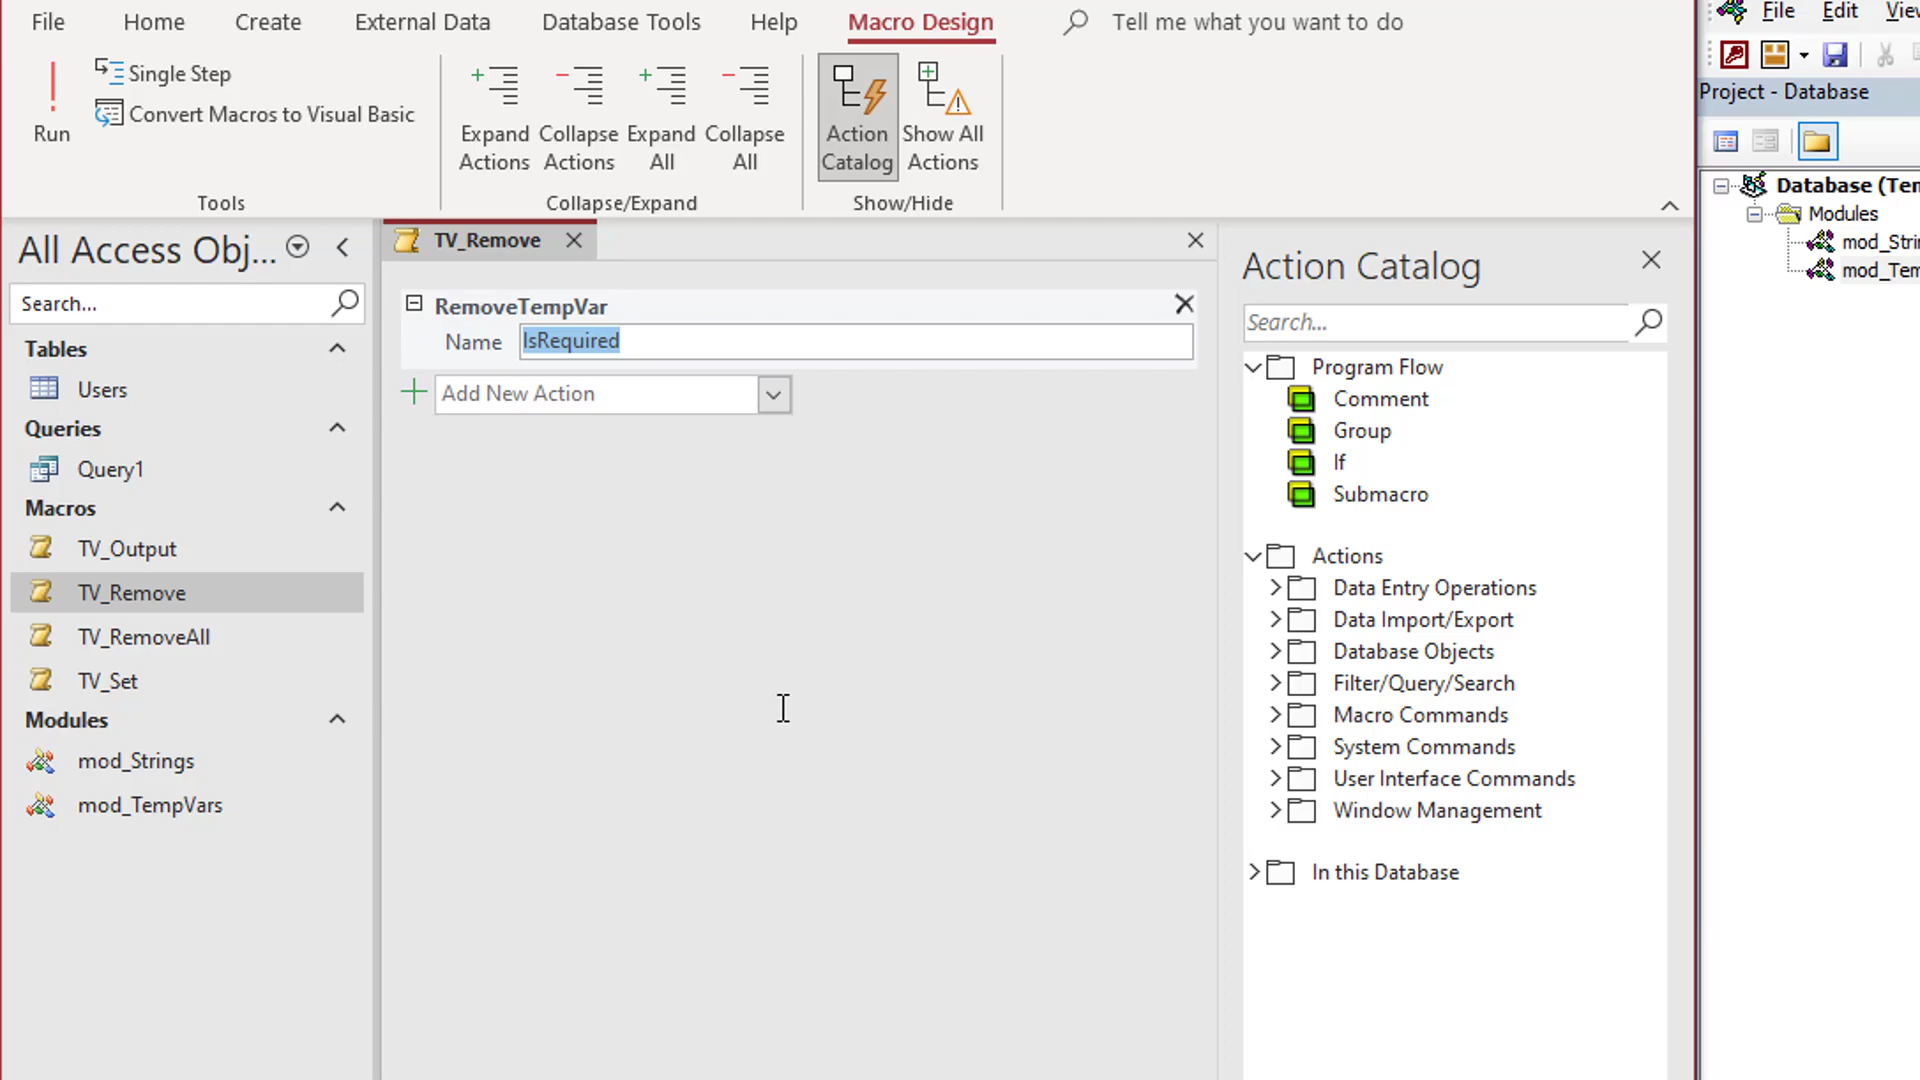 File Home Create External Data Database Tools Help Macro Design Tell me what you want to do
Run
Single Step
Convert Macros to Visual Basic
Tools
Expand Actions
Collapse Actions
Expand All
Collapse All
Collapse/Expand
Action Catalog
Show All Actions
Show/Hide
All Access Obj...
Search...
Tables
Users
Queries
Query1
Macros
TV_Output
TV_Remove
TV_RemoveAll
TV_Set
Modules
mod_Strings
mod_TempVars
TV_Remove
RemoveTempVar
Name IsRequired
Add New Action
Action Catalog
Search...
Program Flow
Comment
Group
If
Submacro
Actions
Data Entry Operations
Data Import/Export
Database Objects
Filter/Query/Search
Macro Commands
System Commands
User Interface Commands
Window Management
In this Database
File Edit
Project - Database
Database
Modules